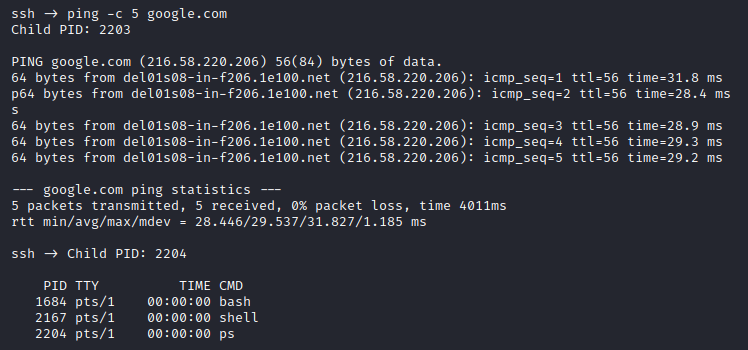 ssh → ping -c 5 google.com
Child PID: 2203
PING google.com (216.58.220.206) 56(84) bytes of data.
64 bytes from del01s08-in-f206.1e100.net (216.58.220.206): icmp_seq=1 ttl=56 time=31.8 ms
p64 bytes from del01s08-in-f206.1e100.net (216.58.220.206): icmp_seq=2 ttl=56 time=28.4 ms
s
64 bytes from del01s08-in-f206.1e100.net (216.58.220.206): icmp_seq=3 ttl=56 time=28.9 ms
64 bytes from del01s08-in-f206.1e100.net (216.58.220.206): icmp_seq=4 ttl=56 time=29.3 ms
64 bytes from del01s08-in-f206.1e100.net (216.58.220.206): icmp_seq=5 ttl=56 time=29.2 ms
--- google.com ping statistics ---
5 packets transmitted, 5 received, 0% packet loss, time 4011ms
rtt min/avg/max/mdev = 28.446/29.537/31.827/1.185 ms
ssh → Child PID: 2204
PID TTY TIME CMD
1684 pts/1 00:00:00 bash
2167 pts/1 00:00:00 shell
2204 pts/1 00:00:00 ps